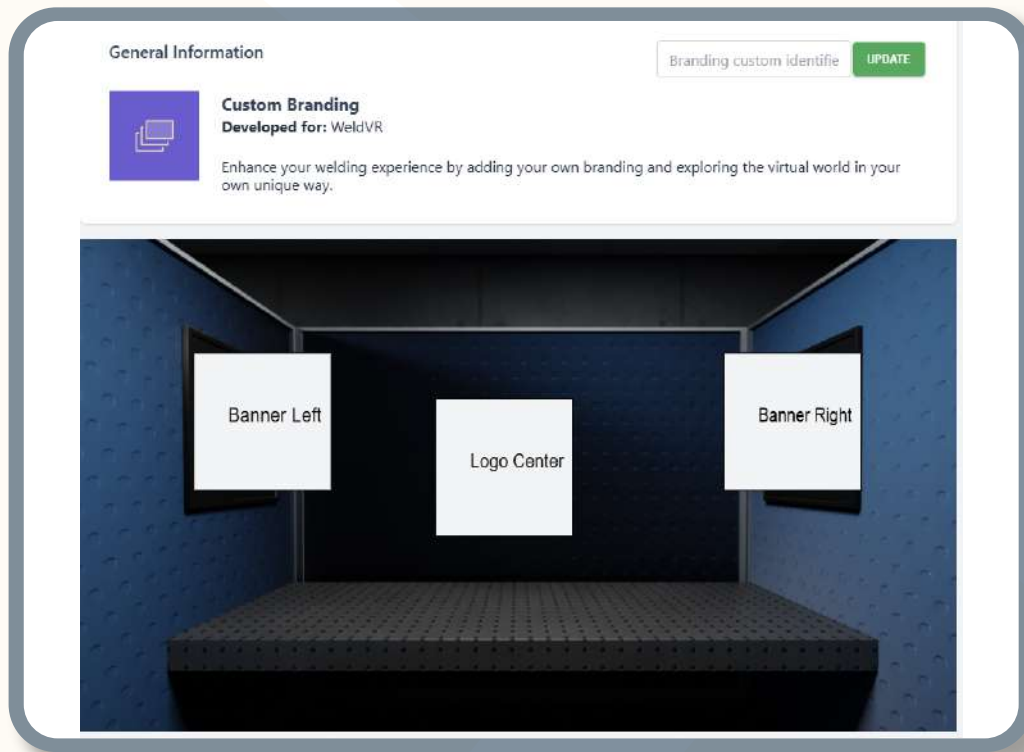 General Information
Branding custom identifie
UPDATE
Custom Branding
Developed for: WeldVR
Enhance your welding experience by adding your own branding and exploring the virtual world in your
own unique way.
Banner Left
Logo Center
Banner Right